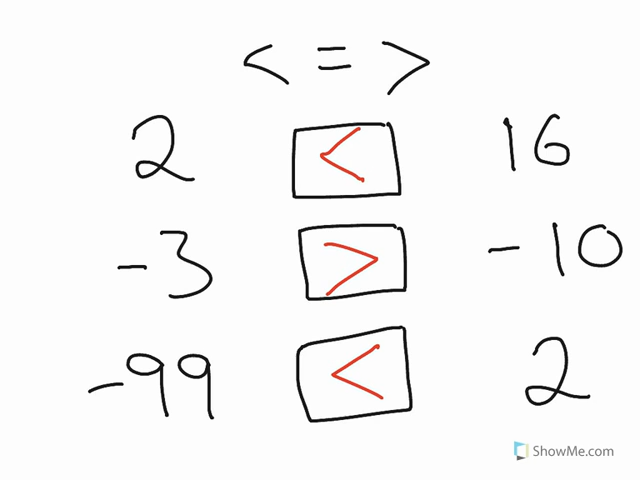 < = >
2 < 16
-3 > -10
-99 < 2
ShowMe.com